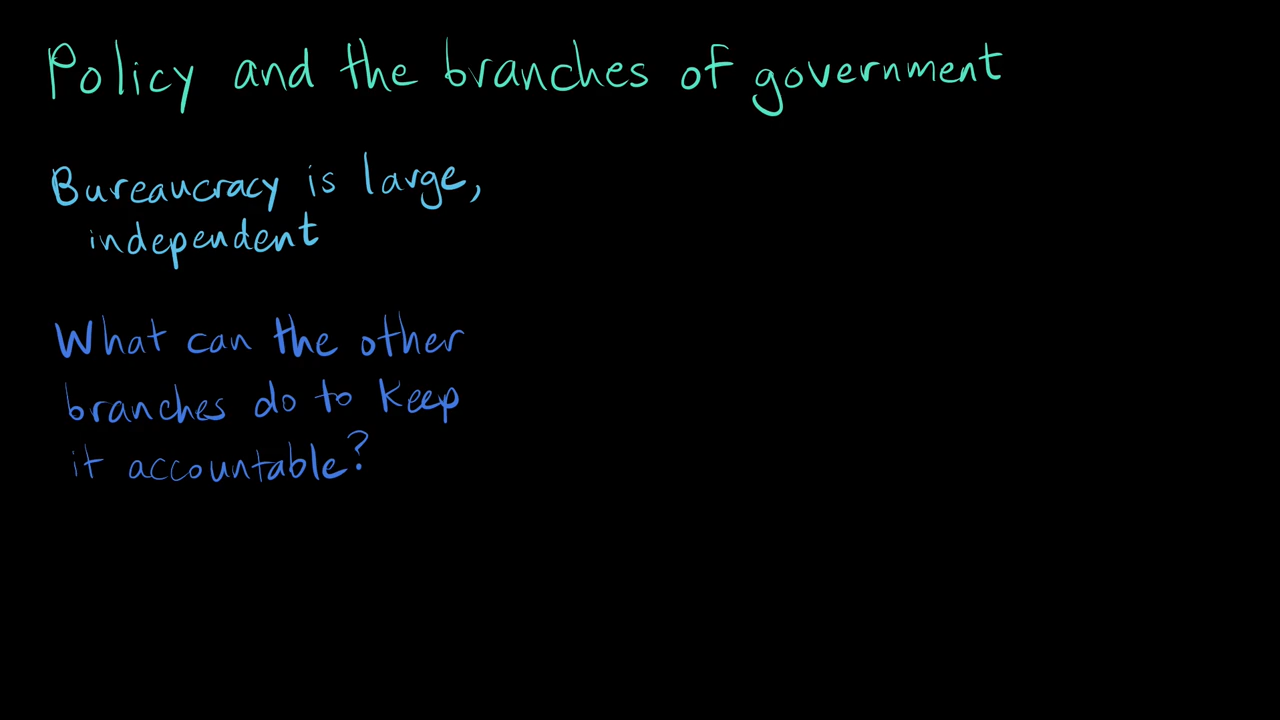 Policy and the branches of government
Bureaucracy is large,
independent
What can the other
branches do to keep
it accountable?